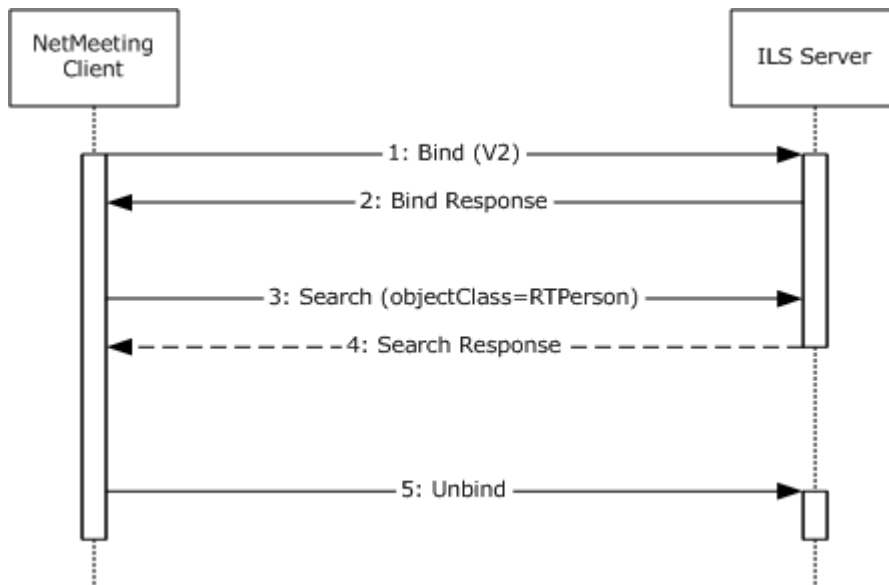 NetMeeting
Client
ILS Server
1: Bind (V2)
2: Bind Response
3: Search (objectClass=RTPerson)
4: Search Response
5: Unbind